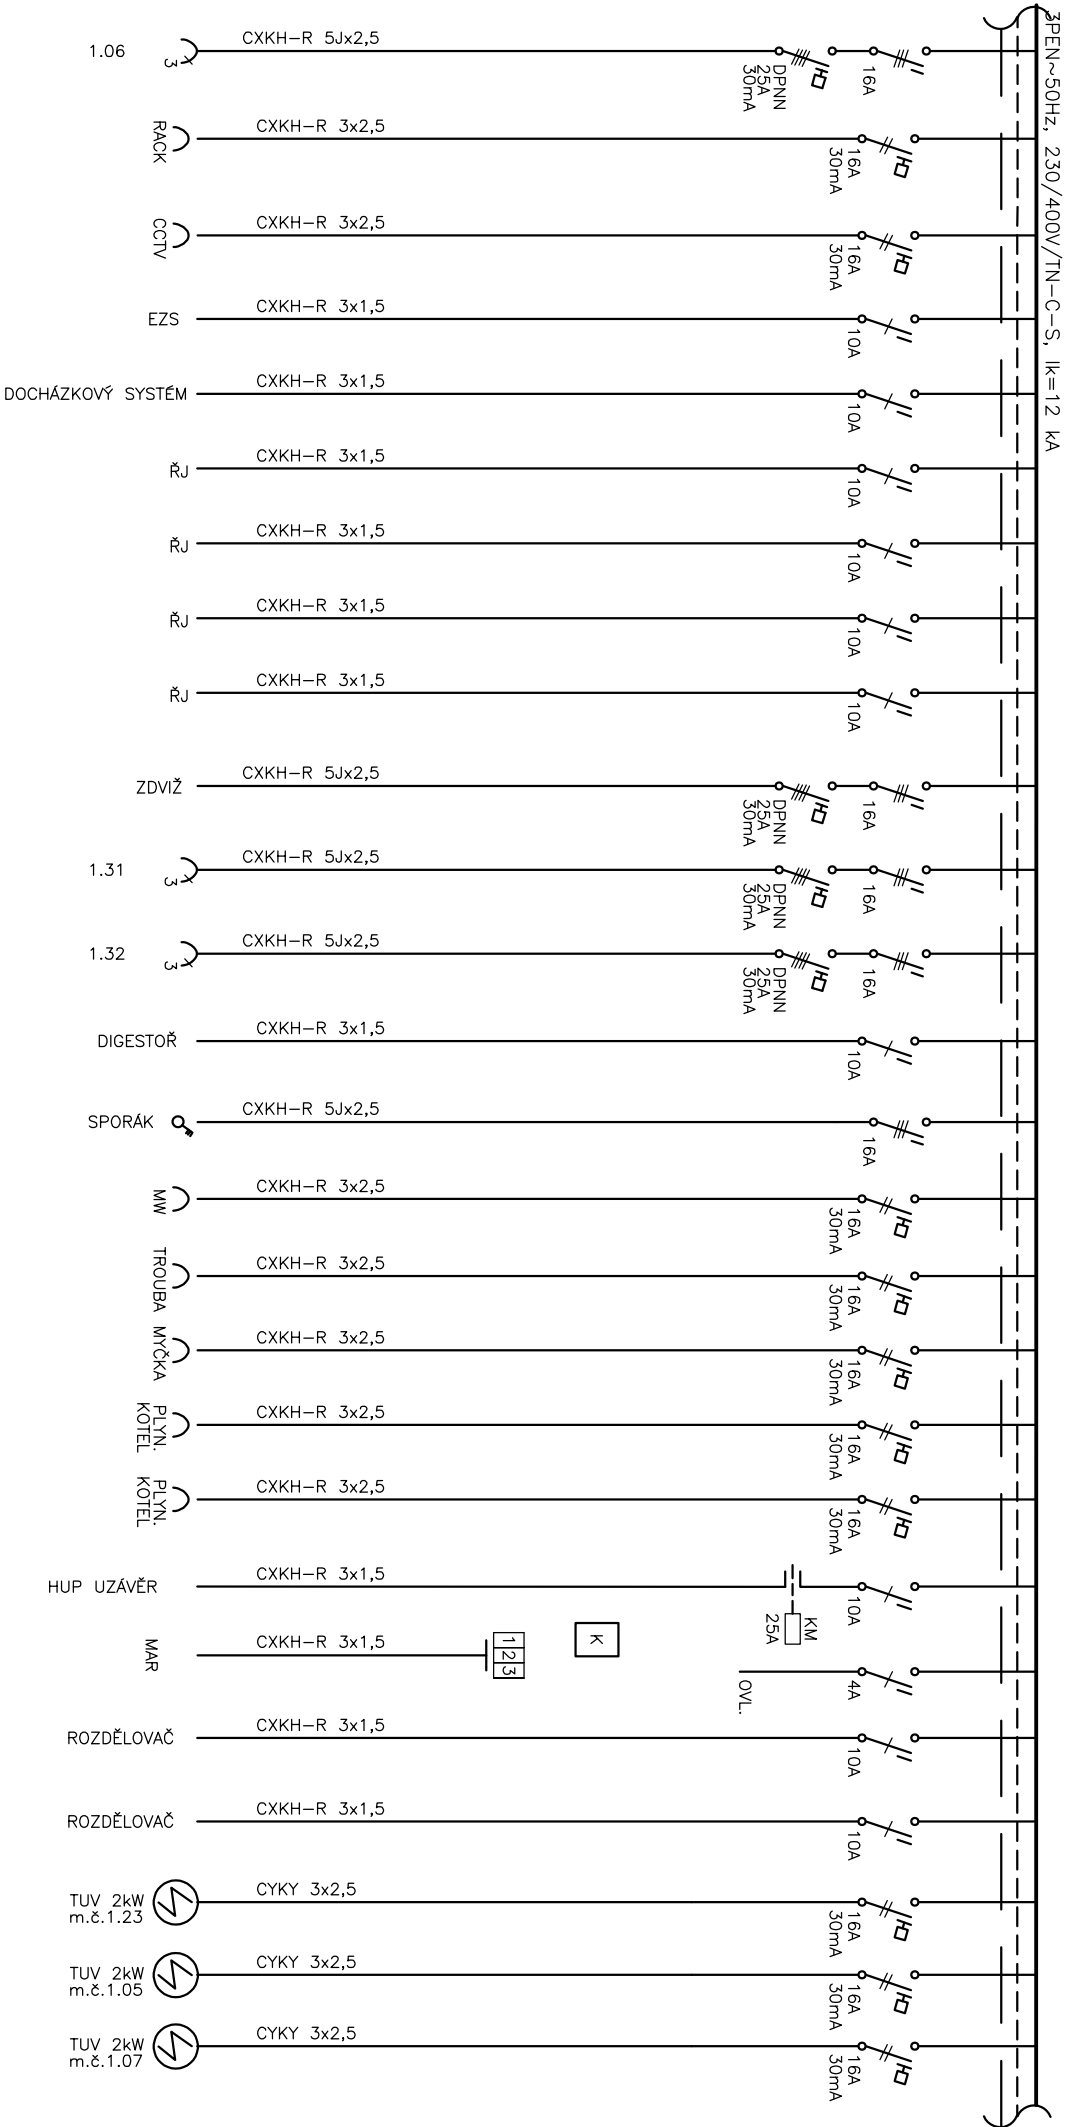 3PEN~50Hz, 230/400V/TN-C-S, Ik=12 kA
1.06
3
CXKH-R 5Jx2,5
DPNN
25A
30mA
16A
RACK
CXKH-R 3x2,5
16A
30mA
CCTV
CXKH-R 3x2,5
16A
30mA
EZS
CXKH-R 3x1,5
10A
DOCHÁZKOVÝ SYSTÉM
CXKH-R 3x1,5
10A
ŘJ
CXKH-R 3x1,5
10A
ŘJ
CXKH-R 3x1,5
10A
ŘJ
CXKH-R 3x1,5
10A
ŘJ
CXKH-R 3x1,5
10A
ZDVIŽ
CXKH-R 5Jx2,5
DPNN
25A
30mA
16A
1.31
3
CXKH-R 5Jx2,5
DPNN
25A
30mA
16A
1.32
3
CXKH-R 5Jx2,5
DPNN
25A
30mA
16A
DIGESTOŘ
CXKH-R 3x1,5
10A
SPORÁK
CXKH-R 5Jx2,5
16A
MW
CXKH-R 3x2,5
16A
30mA
TROUBA
CXKH-R 3x2,5
16A
30mA
MYČKA
CXKH-R 3x2,5
16A
30mA
PLYN.
KOTEL
CXKH-R 3x2,5
16A
30mA
PLYN.
KOTEL
CXKH-R 3x2,5
16A
30mA
HUP UZÁVĚR
CXKH-R 3x1,5
KM
25A
10A
MAR
CXKH-R 3x1,5
1 2 3
K
OVL.
4A
ROZDĚLOVAČ
CXKH-R 3x1,5
10A
ROZDĚLOVAČ
CXKH-R 3x1,5
10A
TUV 2kW
m.č.1.23
CYKY 3x2,5
16A
30mA
TUV 2kW
m.č.1.05
CYKY 3x2,5
16A
30mA
TUV 2kW
m.č.1.07
CYKY 3x2,5
16A
30mA